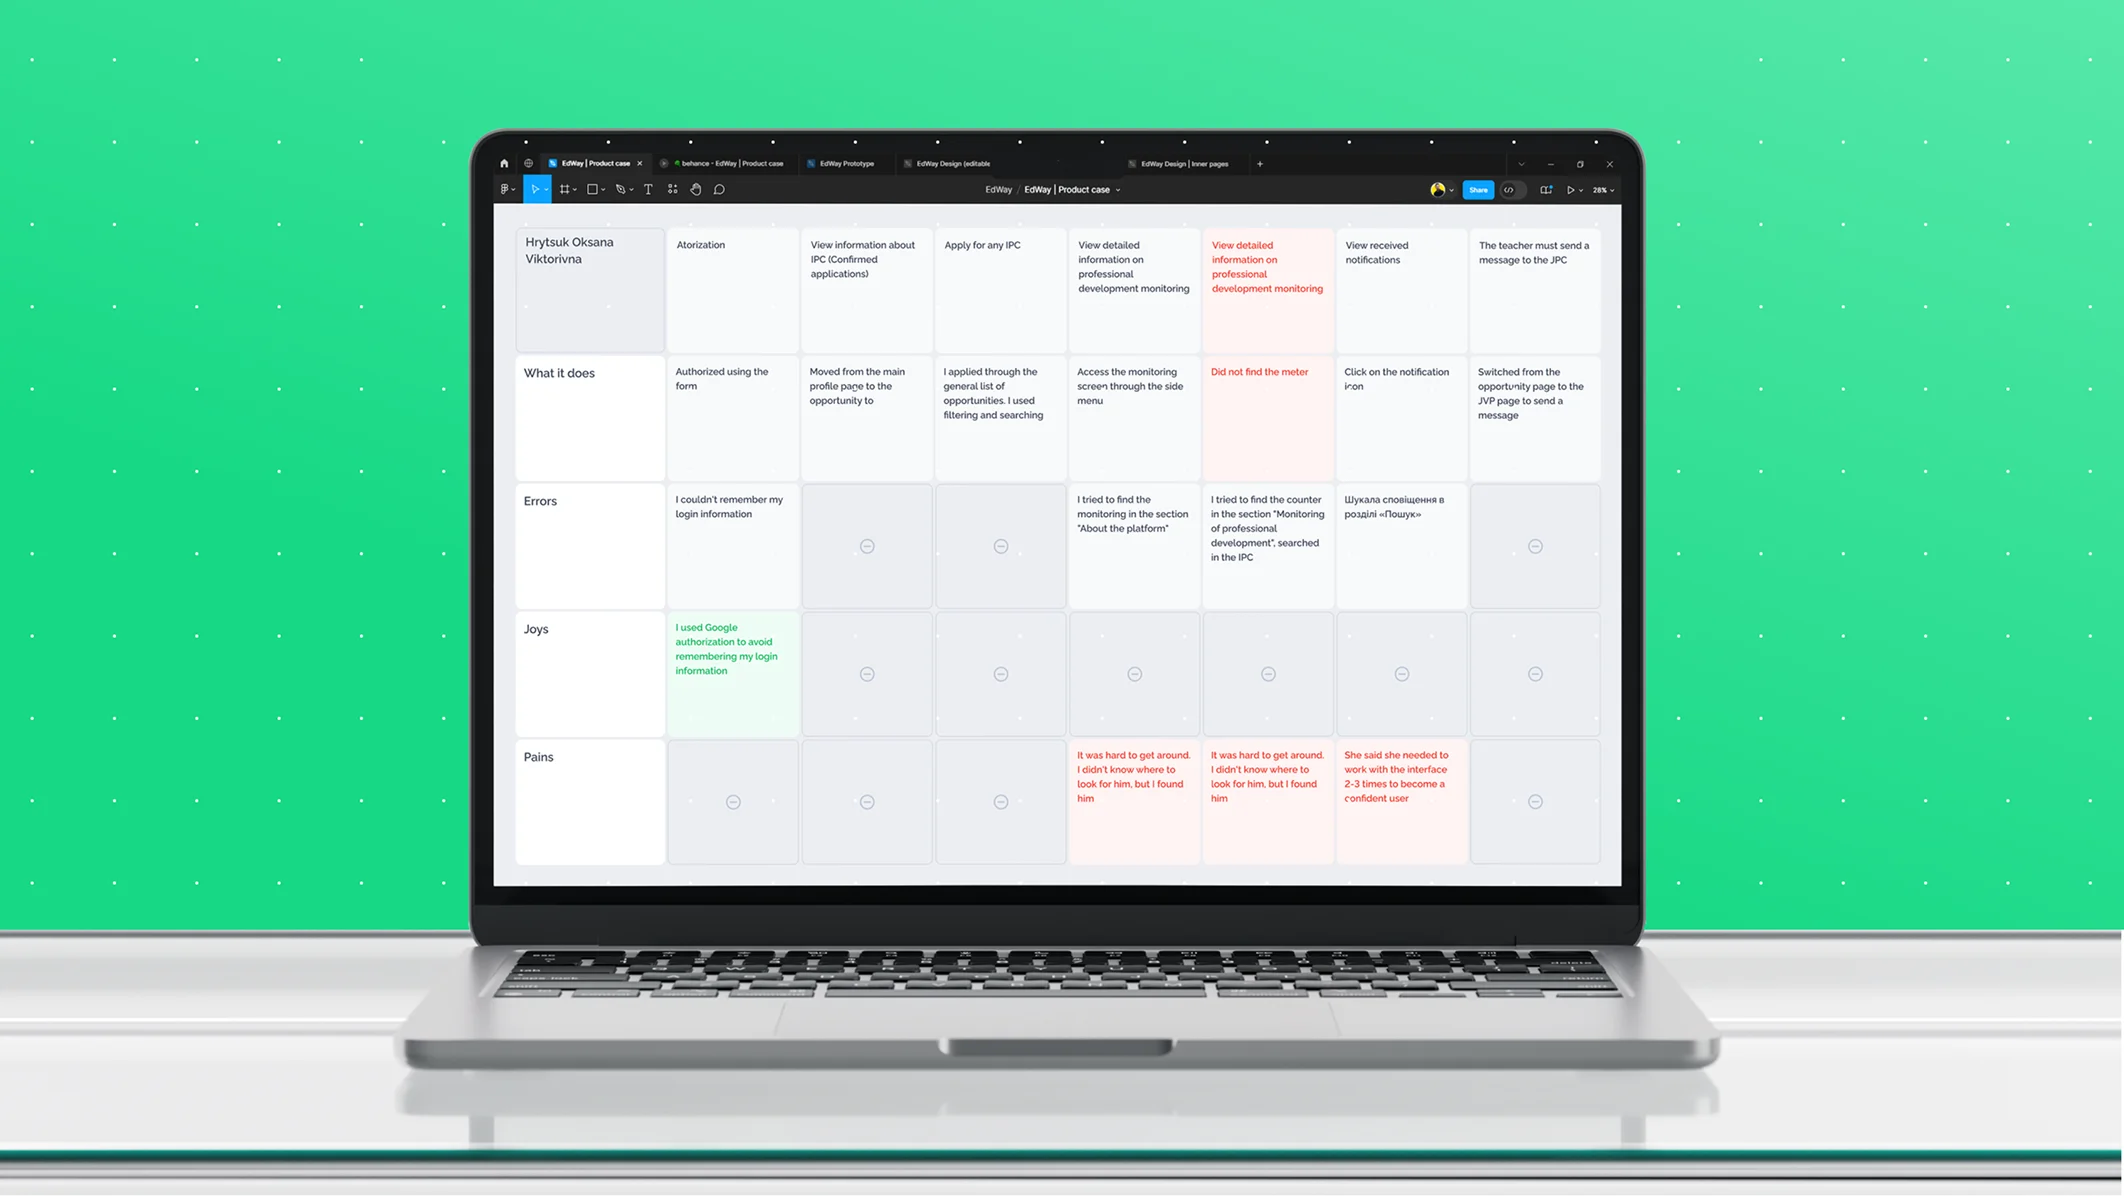 EdWay | Product case
behance - EdWay | Product case
EdWay Prototype
EdWay Design (editable
EdWay Design | Inner pages
EdWay / EdWay | Product case
Share
28%
Hrytsuk Oksana
Viktorivna
Atorization
View information about
IPC (Confirmed
applications)
Apply for any IPC
View detailed
information on
professional
development monitoring
View detailed
information on
professional
development monitoring
View received
notifications
The teacher must send a
message to the JPC
What it does
Authorized using the
form
Moved from the main
profile page to the
opportunity to
I applied through the
general list of
opportunities. I used
filtering and searching
Access the monitoring
screen through the side
menu
Did not find the meter
Click on the notification
icon
Switched from the
opportunity page to the
JVP page to send a
message
Errors
I couldn't remember my
login information
I tried to find the
monitoring in the section
"About the platform"
I tried to find the counter
in the section "Monitoring
of professional
development", searched
in the IPC
Шукала сповіщення в
розділі «Пошук»
Joys
I used Google
authorization to avoid
remembering my login
information
Pains
It was hard to get around.
I didn't know where to
look for him, but I found
him
It was hard to get around.
I didn't know where to
look for him, but I found
him
She said she needed to
work with the interface
2-3 times to become a
confident user